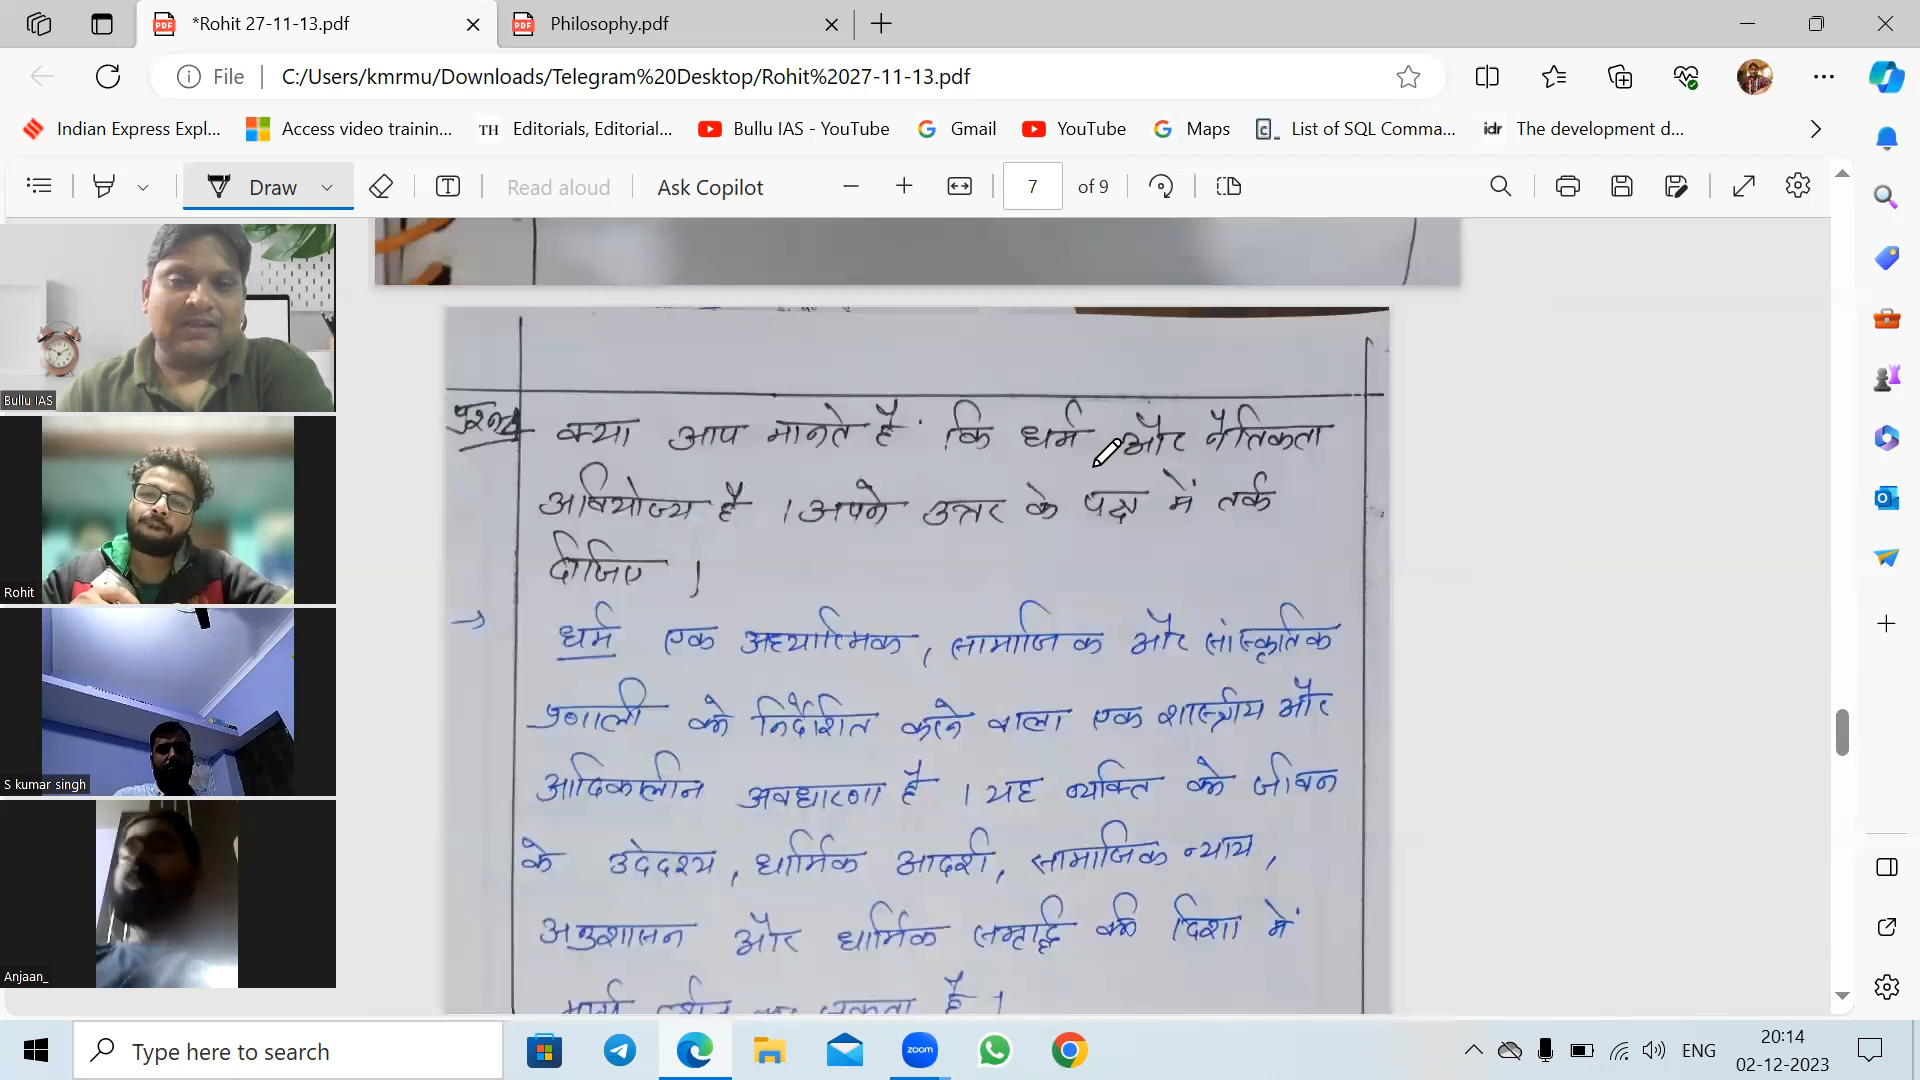 *Rohit 27-11-13.pdf
Philosophy.pdf
File
C:/Users/kmrmu/Downloads/Telegram%20Desktop/Rohit%2027-11-13.pdf
Indian Express Expl...
Access video trainin...
TH Editorials, Editorial...
Bullu IAS - YouTube
Gmail
YouTube
Maps
List of SQL Comma...
idr The development d...
Draw
Read aloud
Ask Copilot
7 of 9
Bullu IAS
Rohit
S kumar singh
Anjaan_
प्रश्न क्या आप मानते है कि धर्म और नैतिकता
अवियोज्य है । अपने उत्तर के पक्ष में तर्क
दीजिए ।
→ धर्म एक अध्यात्मिक, सामाजिक और सांस्कृतिक
प्रणाली को निर्देशित करने वाला एक शास्त्रीय और
आदिकालीन अवधारणा है । यह व्यक्ति को जीवन
के उद्देश्य, धार्मिक आदर्श, सामाजिक न्याय,
अनुशासन और धार्मिक समृद्धि की दिशा में
है ।
Type here to search
zoom
ENG
20:14
02-12-2023